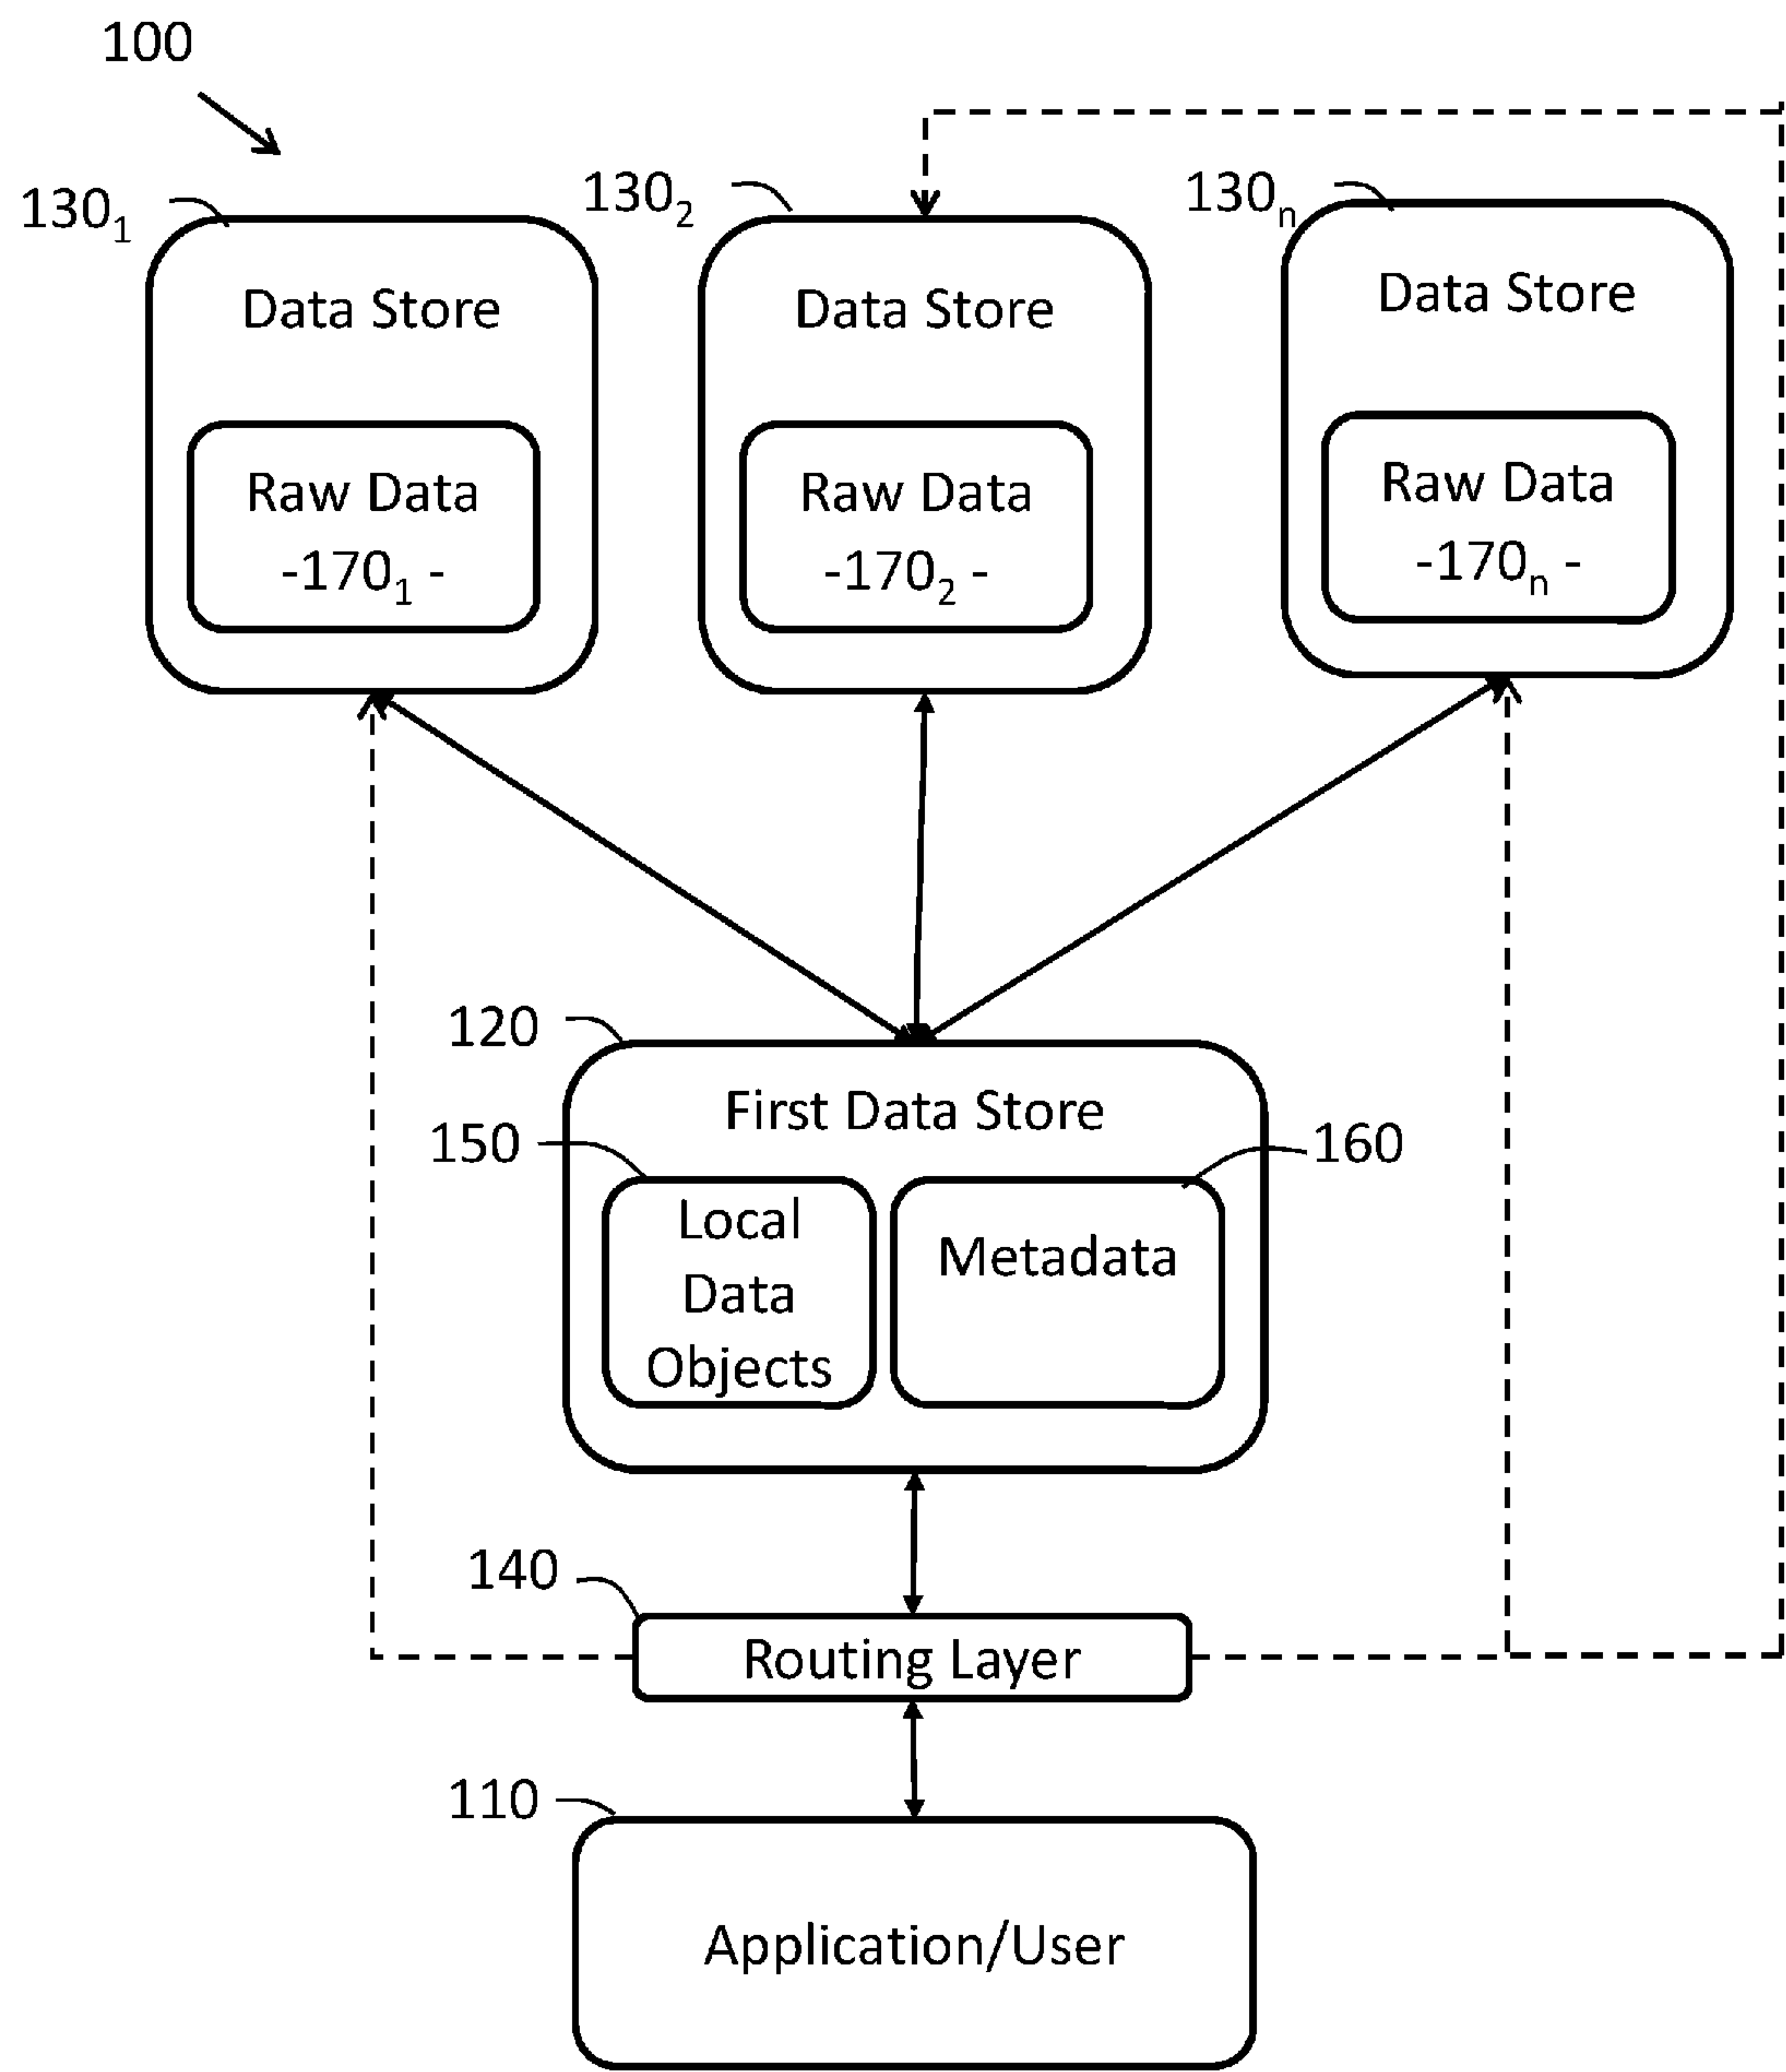 100
130₁
130₂
130ₙ
Data Store
Data Store
Data Store
Raw Data
-170₁ -
Raw Data
-170₂ -
Raw Data
-170ₙ -
120
First Data Store
150
160
Local
Data
Objects
Metadata
140
Routing Layer
110
Application/User